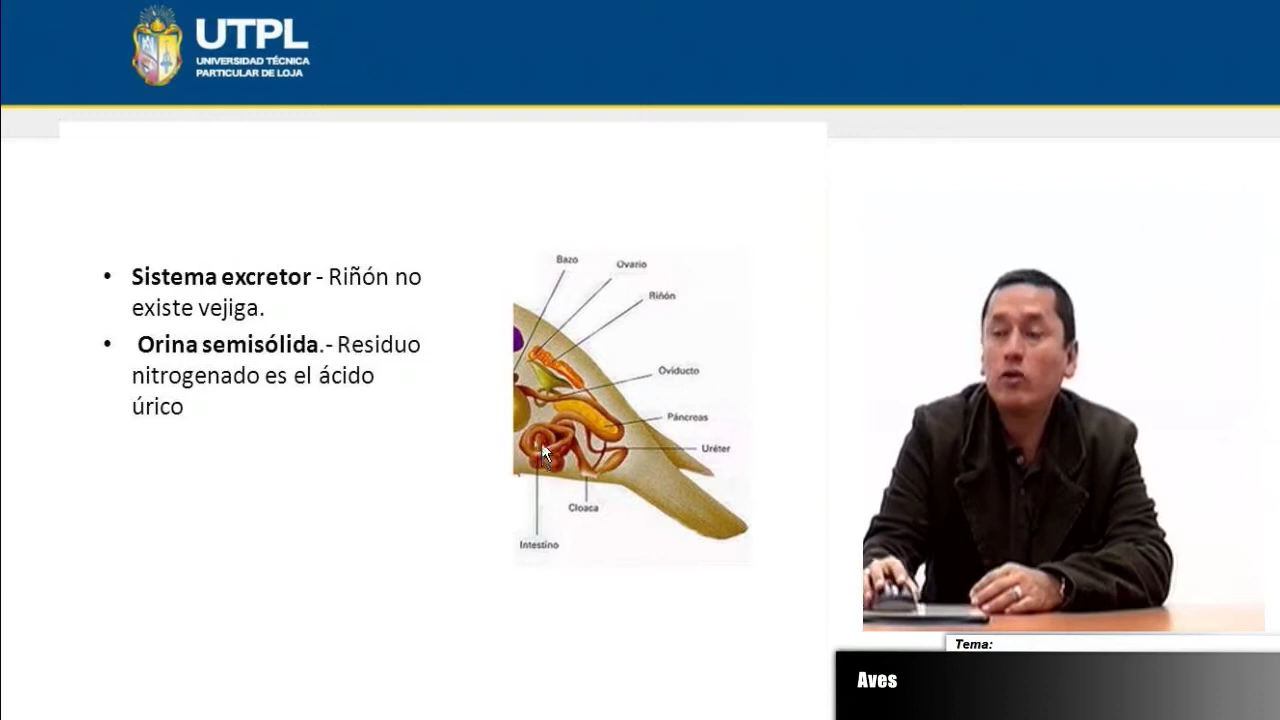 UTPL
UNIVERSIDAD TÉCNICA
PARTICULAR DE LOJA
• Sistema excretor - Riñón no
existe vejiga.
• Orina semisólida.- Residuo
nitrogenado es el ácido
úrico
Bazo
Ovario
Riñón
Oviducto
Páncreas
Uréter
Cloaca
Intestino
Tema:
Aves